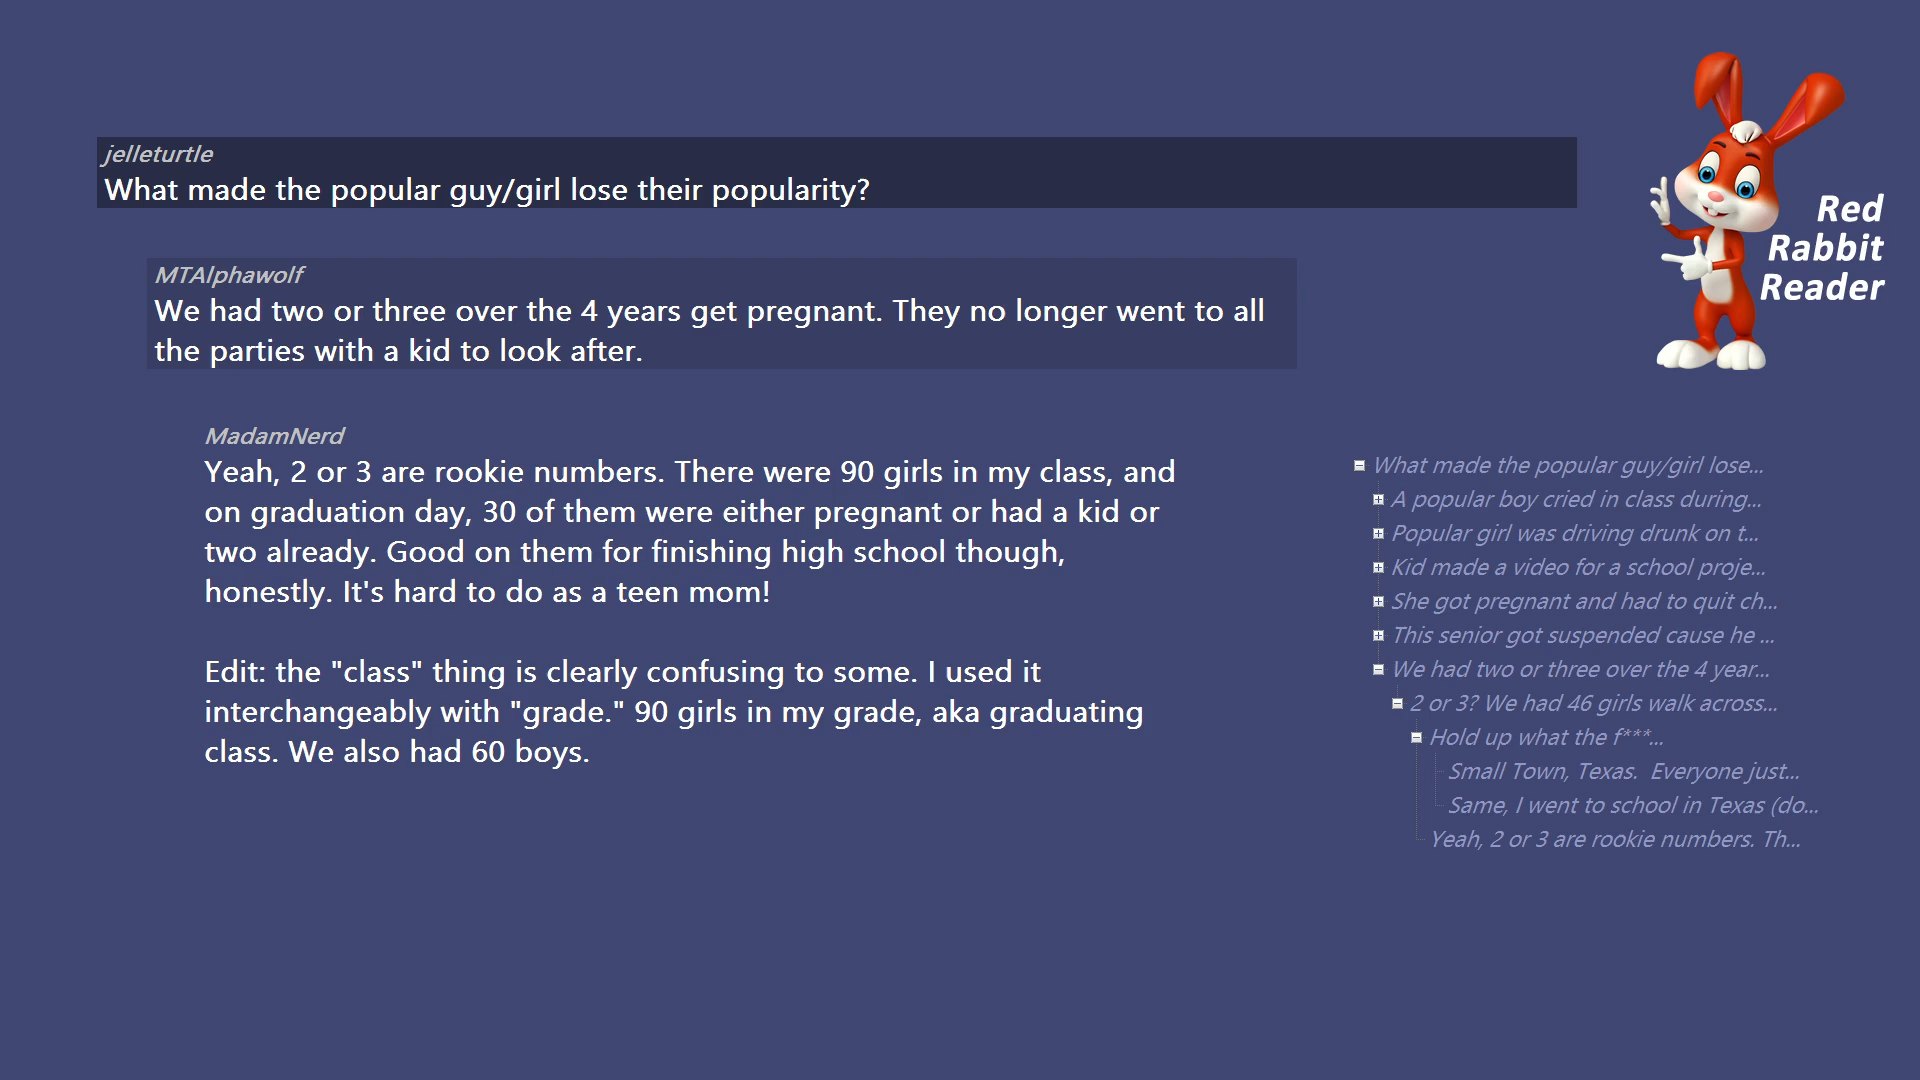 jelleturtle
What made the popular guy/girl lose their popularity?
MTAlphawolf
We had two or three over the 4 years get pregnant. They no longer went to all
the parties with a kid to look after.
MadamNerd
Yeah, 2 or 3 are rookie numbers. There were 90 girls in my class, and
on graduation day, 30 of them were either pregnant or had a kid or
two already. Good on them for finishing high school though,
honestly. It's hard to do as a teen mom!
Edit: the "class" thing is clearly confusing to some. I used it
interchangeably with "grade." 90 girls in my grade, aka graduating
class. We also had 60 boys.
Red
Rabbit
Reader
What made the popular guy/girl lose...
A popular boy cried in class during...
Popular girl was driving drunk on t...
Kid made a video for a school proje...
She got pregnant and had to quit ch...
This senior got suspended cause he ...
We had two or three over the 4 year...
2 or 3? We had 46 girls walk across...
Hold up what the f***...
Small Town, Texas.  Everyone just...
Same, I went to school in Texas (do...
Yeah, 2 or 3 are rookie numbers. Th...